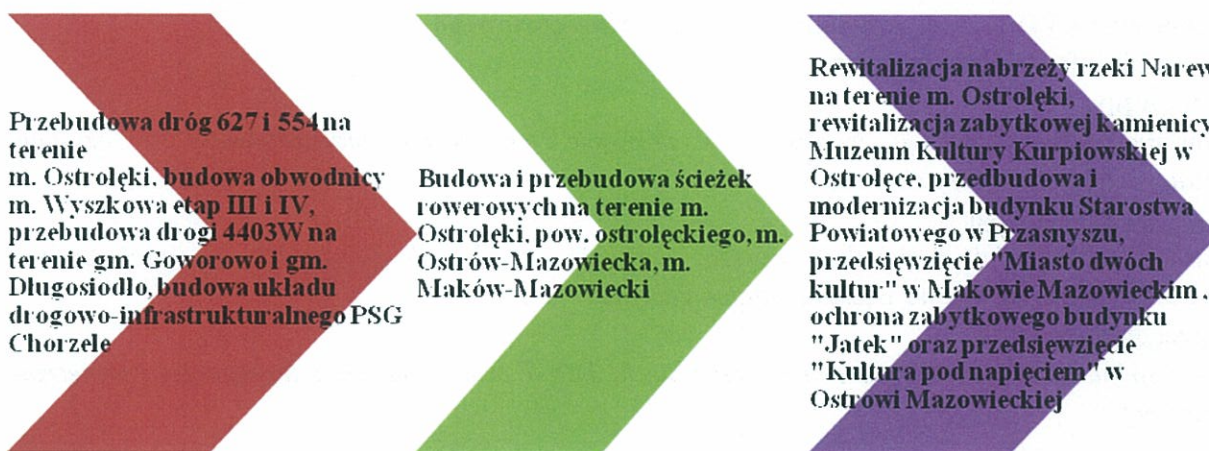 Przebudowa dróg 627 i 554 na
terenie
m. Ostrołęki, budowa obwodnicy
m. Wyszkowa etap III i IV,
przebudowa drogi 4403W na
terenie gm. Goworowo i gm.
Długosiodło, budowa układu
drogowo-infrastrukturalnego PSG
Chorzele
Budowa i przebudowa ścieżek
rowerowych na terenie m.
Ostrołęki, pow. ostrołęckiego, m.
Ostrów-Mazowiecka, m.
Maków-Mazowiecki
Rewitalizacja nabrzeży rzeki Narew
na terenie m. Ostrołęki,
rewitalizacja zabytkowej kamienicy
Muzeum Kultury Kurpiowskiej w
Ostrołęce, przedbudowa i
modernizacja budynku Starostwa
Powiatowego w Przasnyszu,
przedsięwzięcie "Miasto dwóch
kultur" w Makowie Mazowieckim ,
ochrona zabytkowego budynku
"Jatek" oraz przedsięwzięcie
"Kultura pod napięciem" w
Ostrowi Mazowieckiej